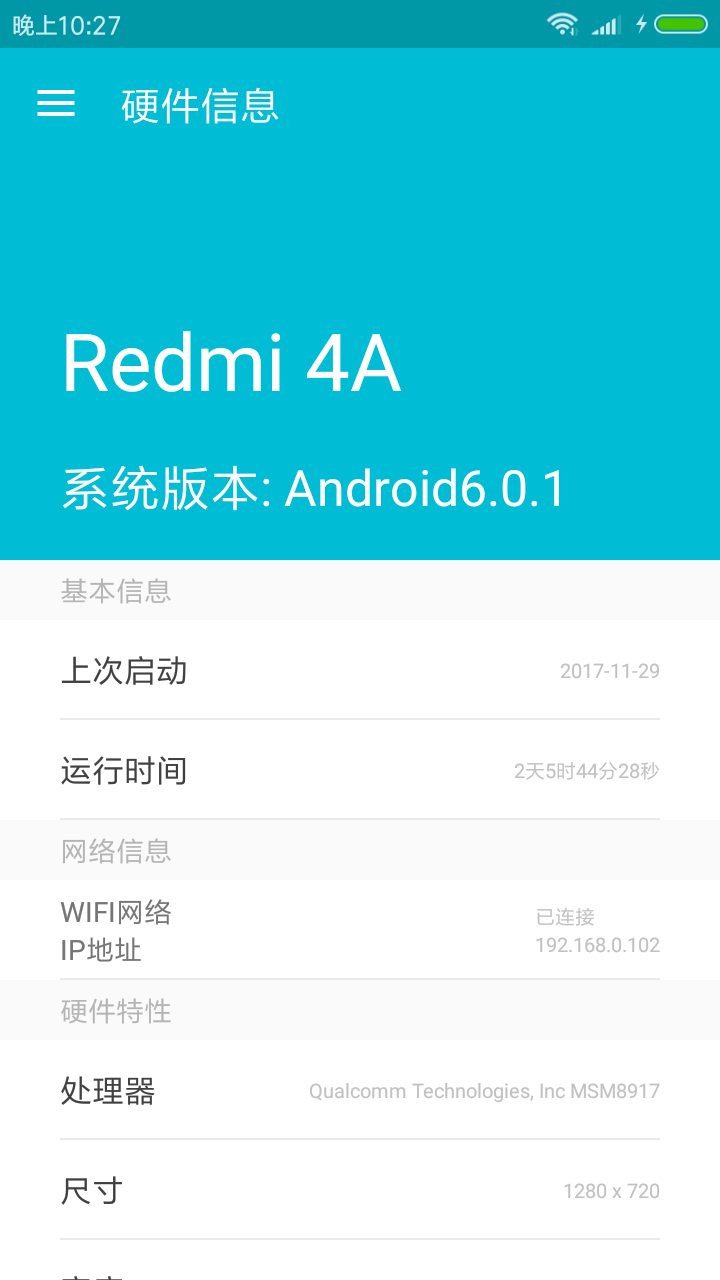 晚上10:27
硬件信息
Redmi 4A
系统版本: Android6.0.1
基本信息
上次启动 2017-11-29
运行时间 2天5时44分28秒
网络信息
WIFI网络 已连接
IP地址 192.168.0.102
硬件特性
处理器 Qualcomm Technologies, Inc MSM8917
尺寸 1280 x 720